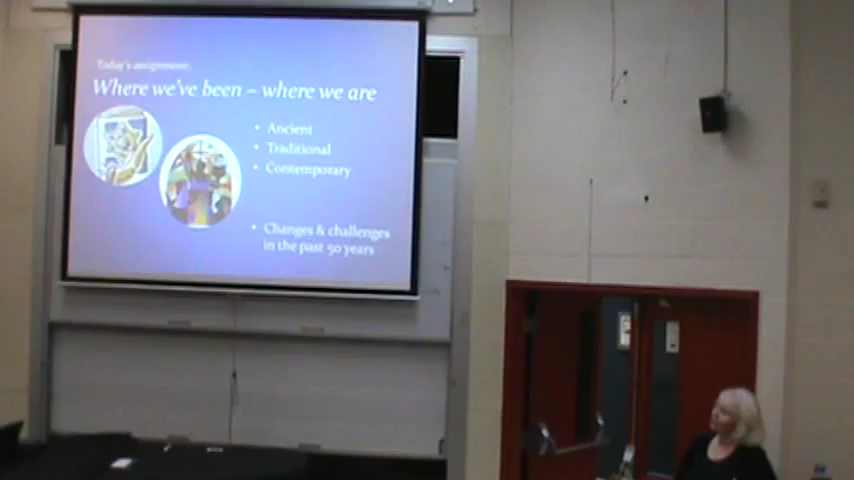 Today's assignment:
Where we've been – where we are
• Ancient
• Traditional
• Contemporary
• Changes & challenges
in the past 50 years